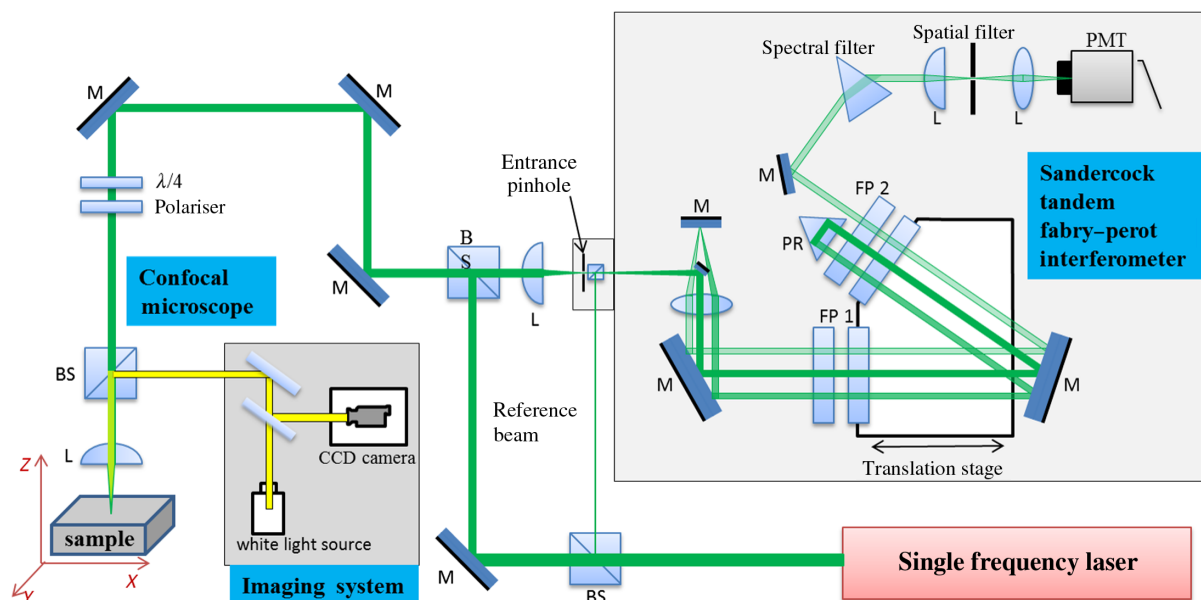 Spatial filter
PMT
Spectral filter
L
L
M
M
λ/4
Polariser
Entrance
pinhole
M
Sandercock
tandem
fabry–perot
interferometer
M
FP 2
PR
B
S
M
Confocal
microscope
L
FP 1
BS
M
M
Reference
beam
L
CCD camera
Translation stage
Z
sample
white light source
Single frequency laser
X
M
Imaging system
BS
Y